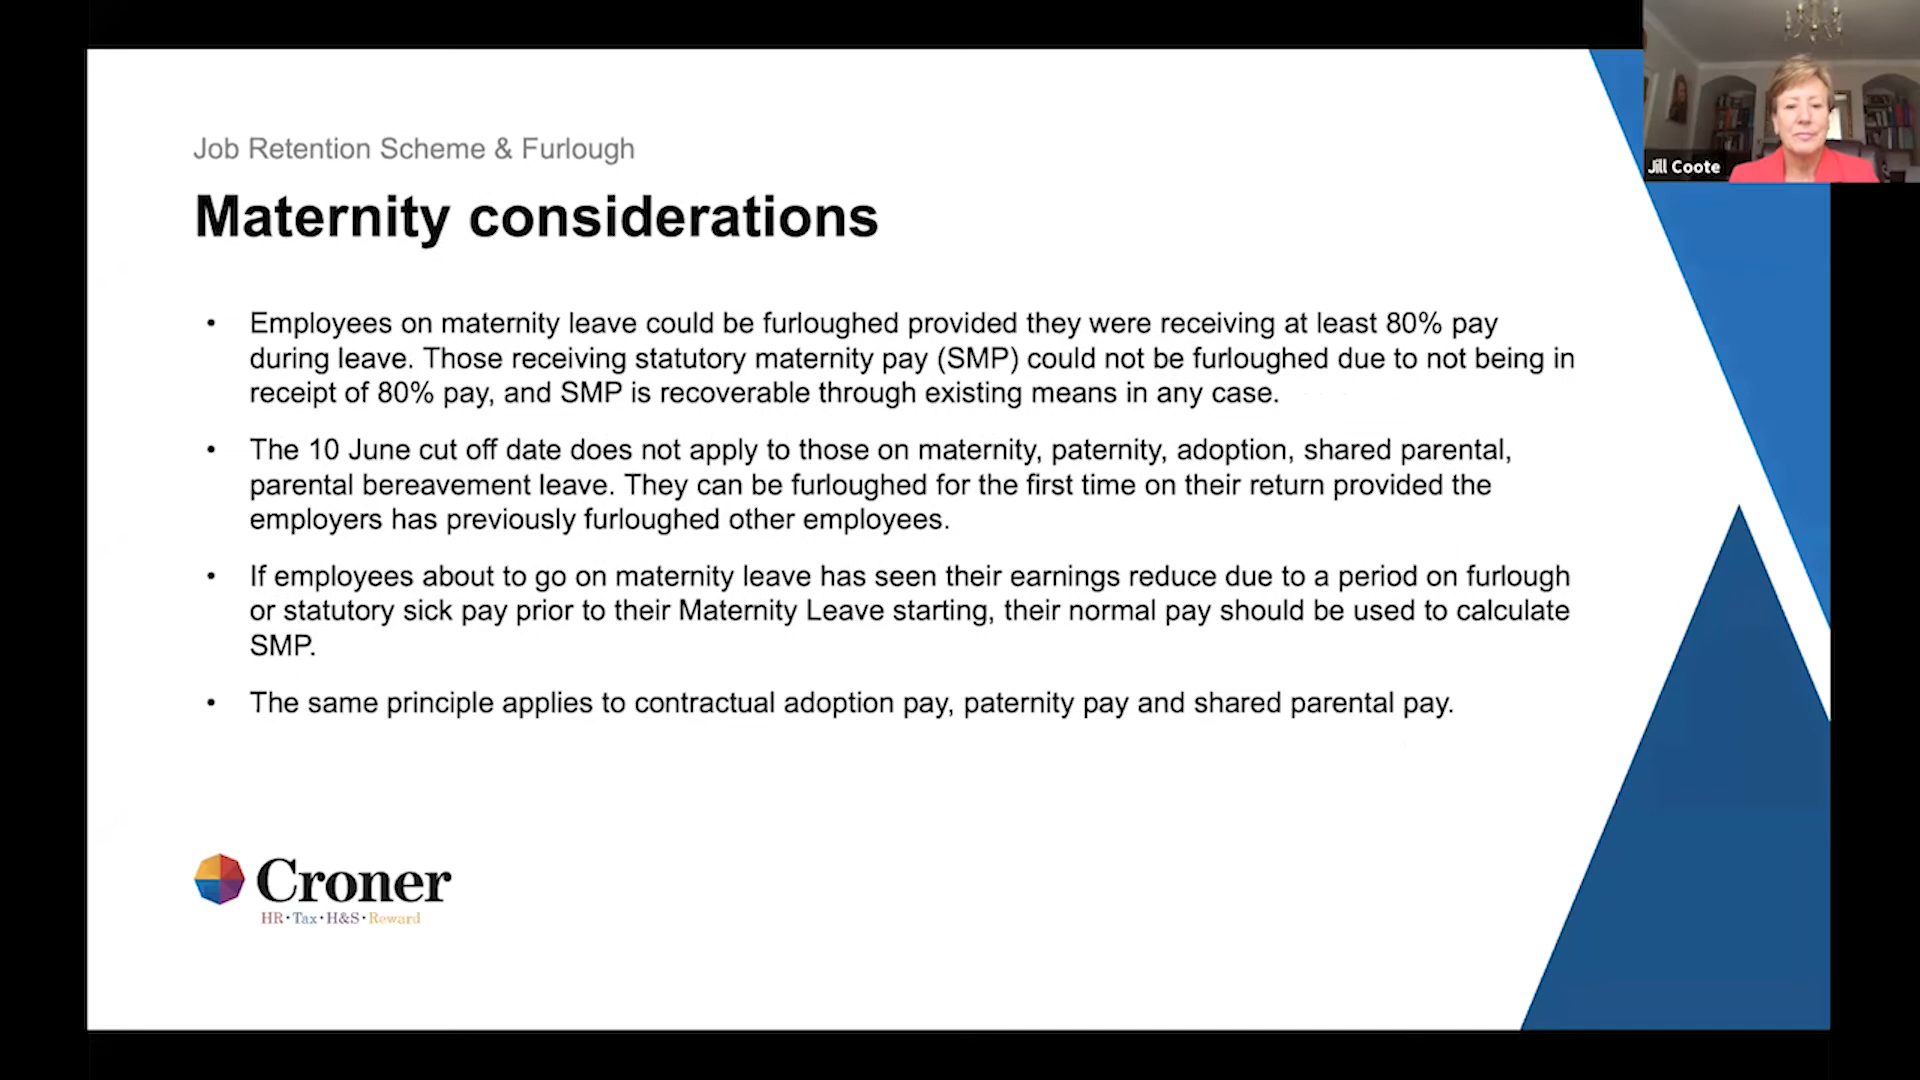 Job Retention Scheme & Furlough
Maternity considerations
• Employees on maternity leave could be furloughed provided they were receiving at least 80% pay
during leave. Those receiving statutory maternity pay (SMP) could not be furloughed due to not being in
receipt of 80% pay, and SMP is recoverable through existing means in any case.
• The 10 June cut off date does not apply to those on maternity, paternity, adoption, shared parental,
parental bereavement leave. They can be furloughed for the first time on their return provided the
employers has previously furloughed other employees.
• If employees about to go on maternity leave has seen their earnings reduce due to a period on furlough
or statutory sick pay prior to their Maternity Leave starting, their normal pay should be used to calculate
SMP.
• The same principle applies to contractual adoption pay, paternity pay and shared parental pay.
Croner
HR • Tax • H&S • Reward
Jill Coote